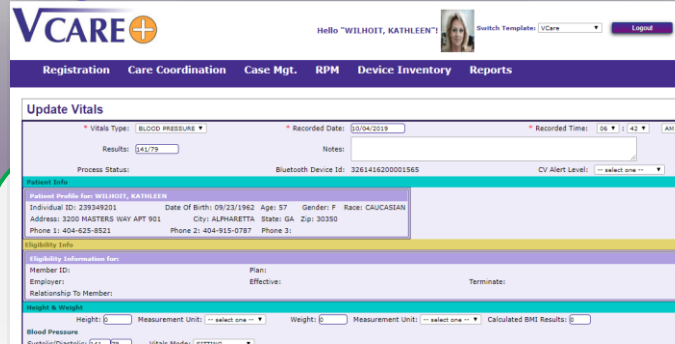 VCARE
Hello "WILHOIT, KATHLEEN"! Switch Template: VCare Logout
Registration Care Coordination Case Mgt. RPM Device Inventory Reports
Update Vitals
* Vitals Type: BLOOD PRESSURE * Recorded Date: 10/04/2019 * Recorded Time: 06 : 42 AM
Results: 141/79 Notes:
Process Status: Bluetooth Device Id: 3261416200001565 CV Alert Level: -- select one --
Patient Info
Patient Profile for: WILHOIT, KATHLEEN
Individual ID: 239349201 Date Of Birth: 09/23/1962 Age: 57 Gender: F Race: CAUCASIAN
Address: 3200 MASTERS WAY APT 901 City: ALPHARETTA State: GA Zip: 30350
Phone 1: 404-625-8521 Phone 2: 404-915-0787 Phone 3:
Eligibility Info
Eligibility Information for:
Member ID: Plan:
Employer: Effective: Terminate:
Relationship To Member:
Height & Weight
Height: 0 Measurement Unit: -- select one -- Weight: 0 Measurement Unit: -- select one -- Calculated BMI Results: 0
Blood Pressure
Systolic/Diastolic: 141 79 Vitals Mode: SITTING